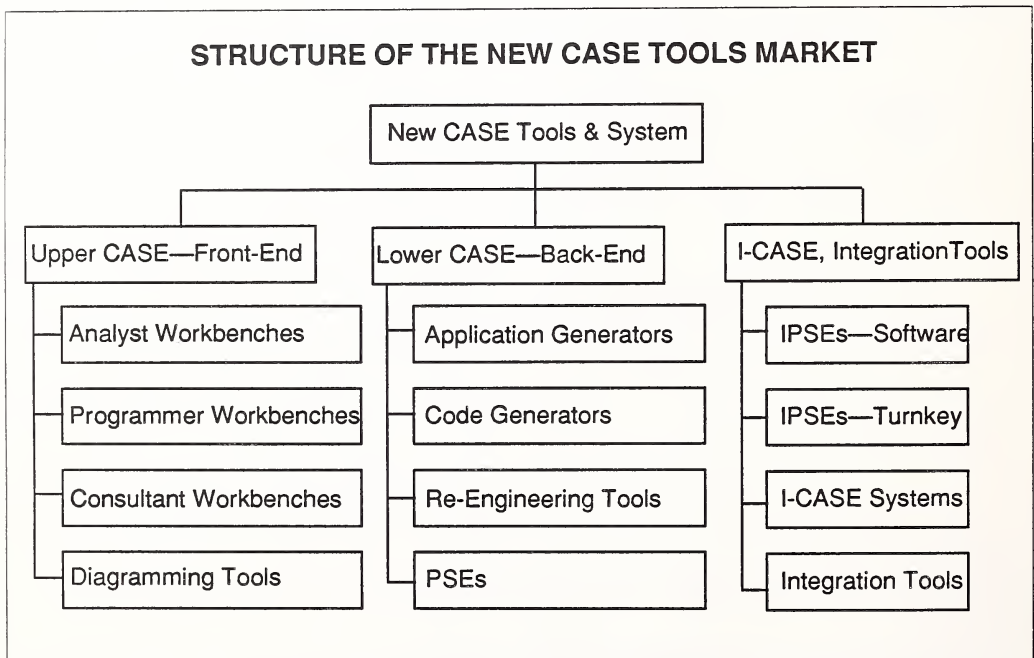 STRUCTURE OF THE NEW CASE TOOLS MARKET
New CASE Tools & System
Upper CASE—Front-End
Analyst Workbenches
Programmer Workbenches
Consultant Workbenches
Diagramming Tools
Lower CASE—Back-End
Application Generators
Code Generators
Re-Engineering Tools
PSEs
I-CASE, IntegrationTools
IPSEs—Software
IPSEs—Turnkey
I-CASE Systems
Integration Tools